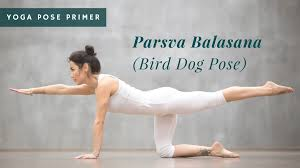 YOGA POSE PRIMER
Parsva Balasana
(Bird Dog Pose)